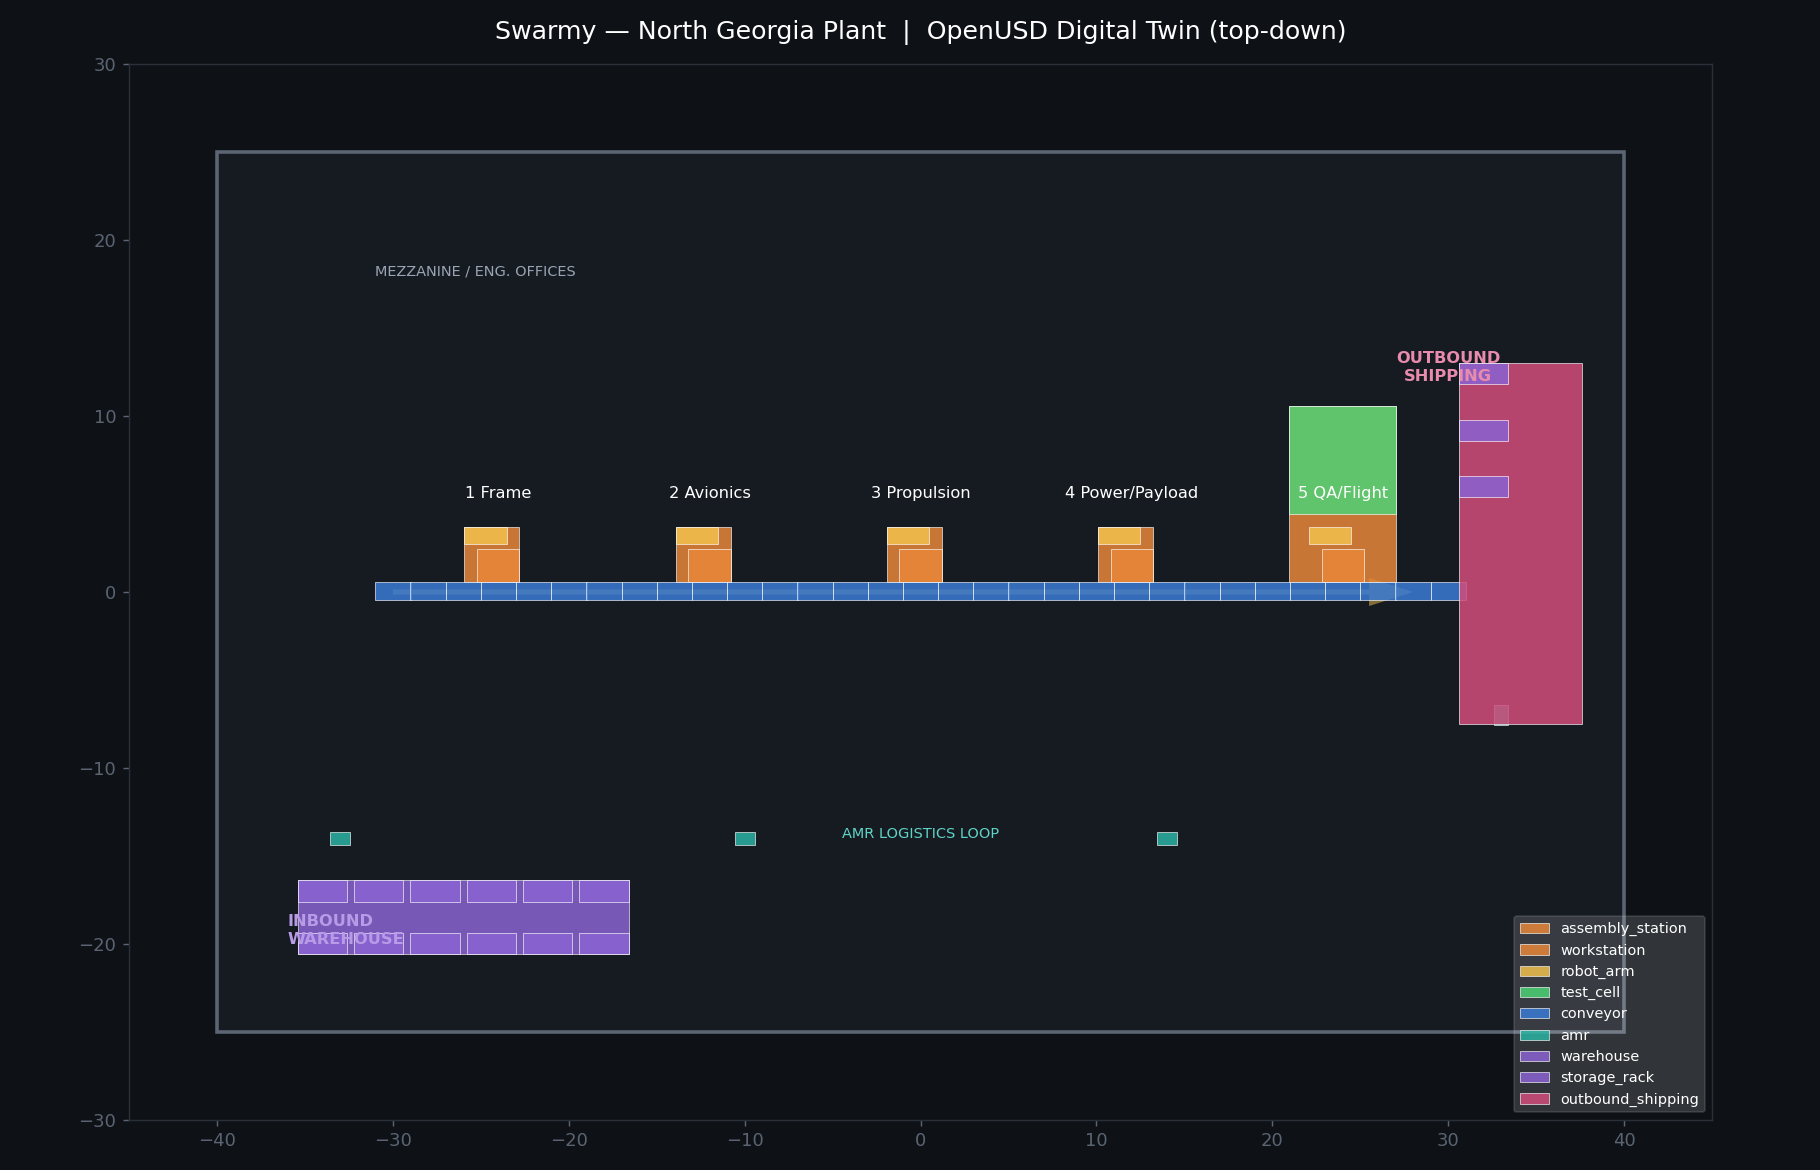 Swarmy — North Georgia Plant | OpenUSD Digital Twin (top-down)
30
20
10
0
−10
−20
−30
MEZZANINE / ENG. OFFICES
OUTBOUND
SHIPPING
1 Frame
2 Avionics
3 Propulsion
4 Power/Payload
5 QA/Flight
AMR LOGISTICS LOOP
INBOUND
WAREHOUSE
assembly_station
workstation
robot_arm
test_cell
conveyor
amr
warehouse
storage_rack
outbound_shipping
−40
−30
−20
−10
0
10
20
30
40